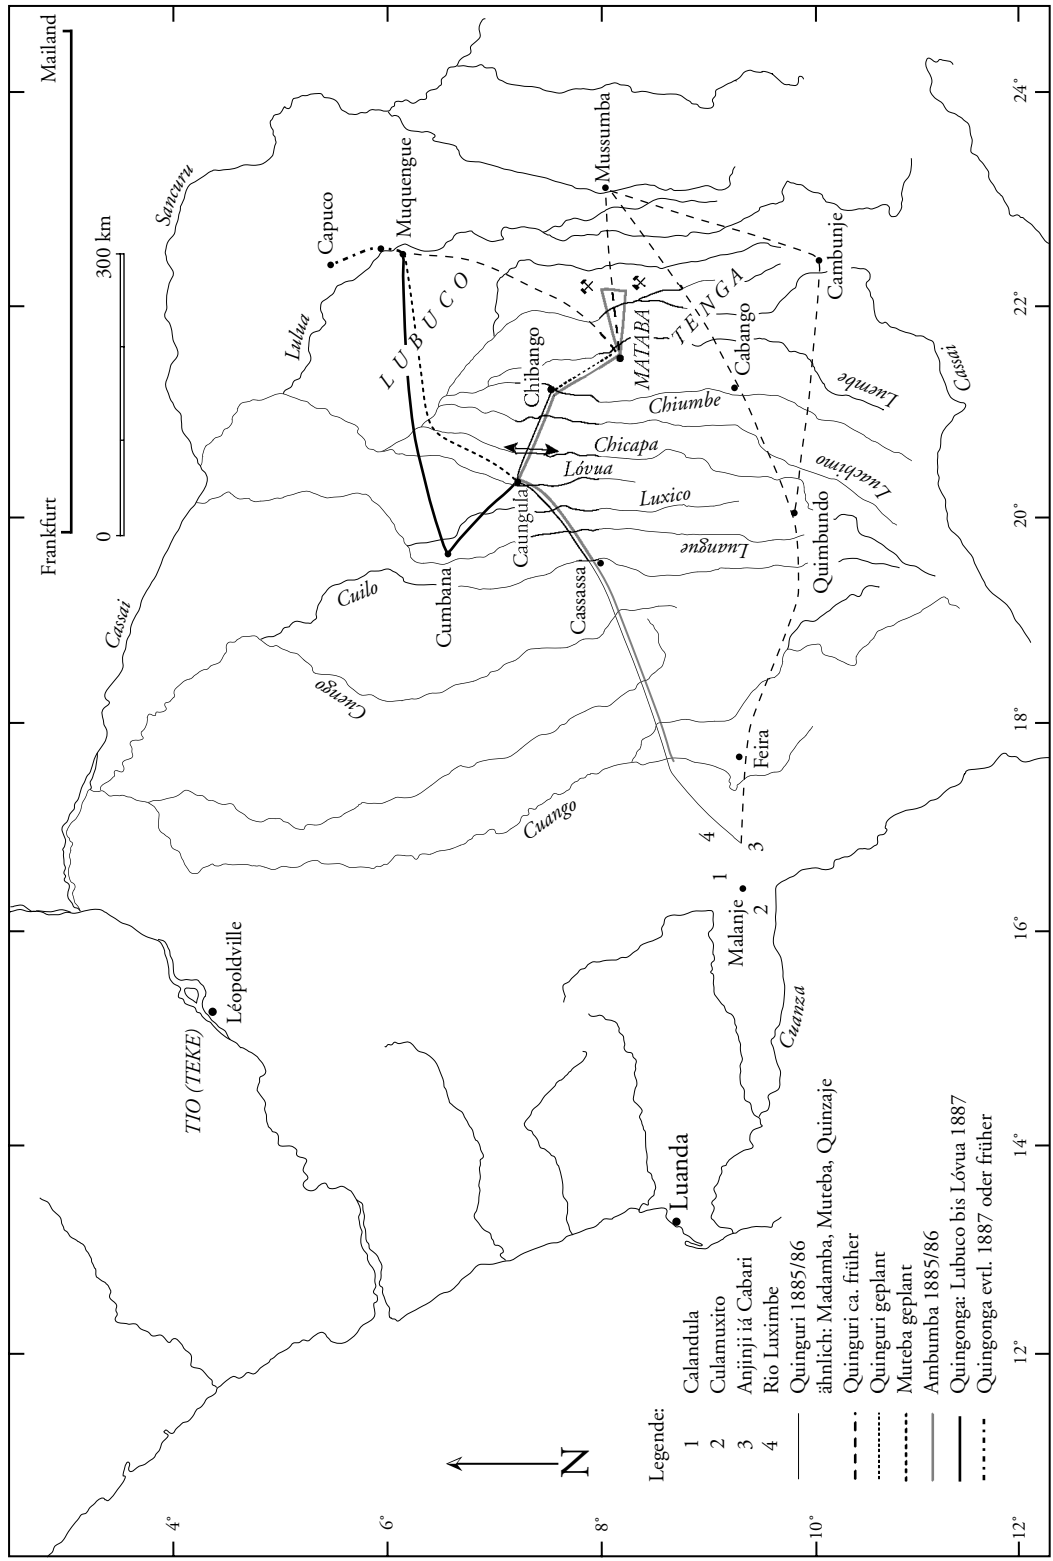 Frankfurt
Mailand
0
300 km
Cassai
Sancuru
Capuco
Lulua
Muquengue
LUBUCO
TIO (TEKE)
Léopoldville
Cuengo
Cuilo
Cumbana
Caungula
Chibango
Mussumba
Cuango
Cassassa
Lóvua
Chicapa
Luxico
Chiumbe
MATABA
TENGA
Luangue
Cabango
Luanda
4
1
3
2
Malanje
Feira
Cuanza
Quimbundo
Luachimo
Luembe
Cambunje
Cassai
N
Legende:
1 Calandula
2 Culamuxito
3 Anjinji iá Cabari
4 Rio Luximbe
Quinguri 1885/86
ähnlich: Madamba, Muteba, Quinzaje
Quinguri ca. früher
Quinguri geplant
Muteba geplant
Ambumba 1885/86
Quingonga: Lubuco bis Lóvua 1887
Quingonga evtl. 1887 oder früher
4°
6°
8°
10°
12°
12°
14°
16°
18°
20°
22°
24°